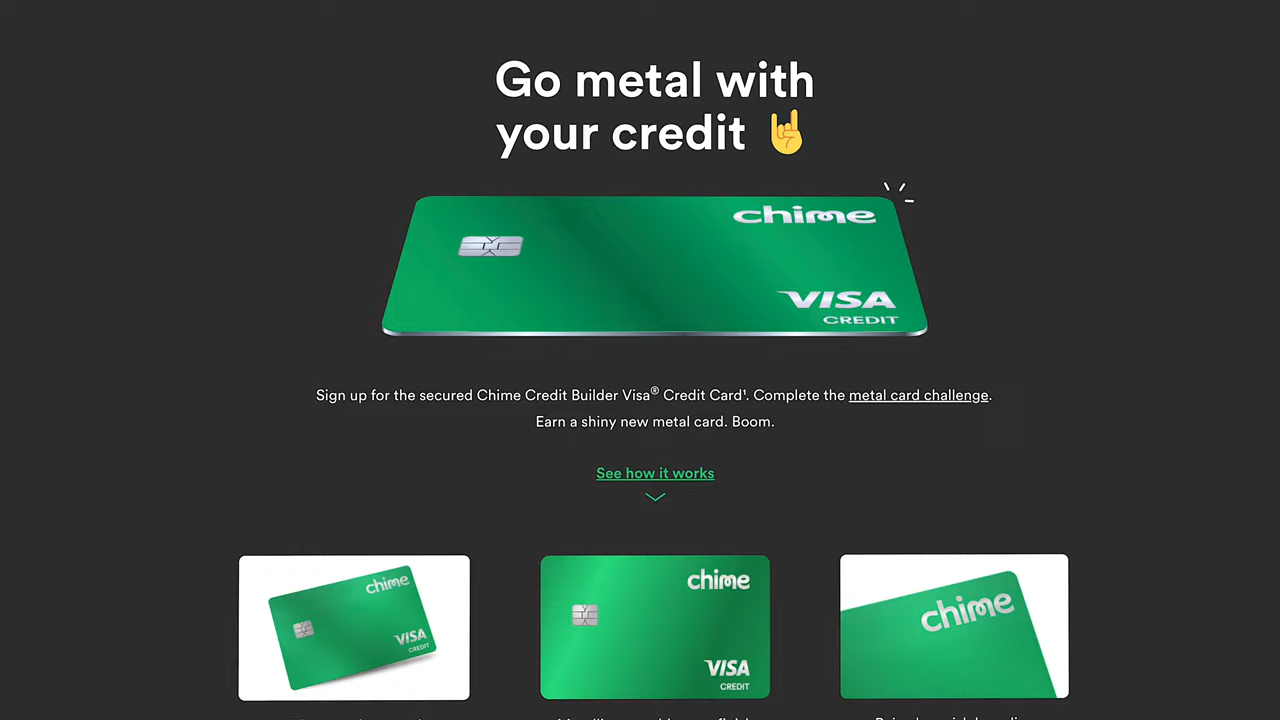 Go metal with
your credit 🤘
chime
VISA
CREDIT
Sign up for the secured Chime Credit Builder Visa® Credit Card¹. Complete the metal card challenge.
Earn a shiny new metal card. Boom.
See how it works
chime
VISA
CREDIT
chime
VISA
CREDIT
chime